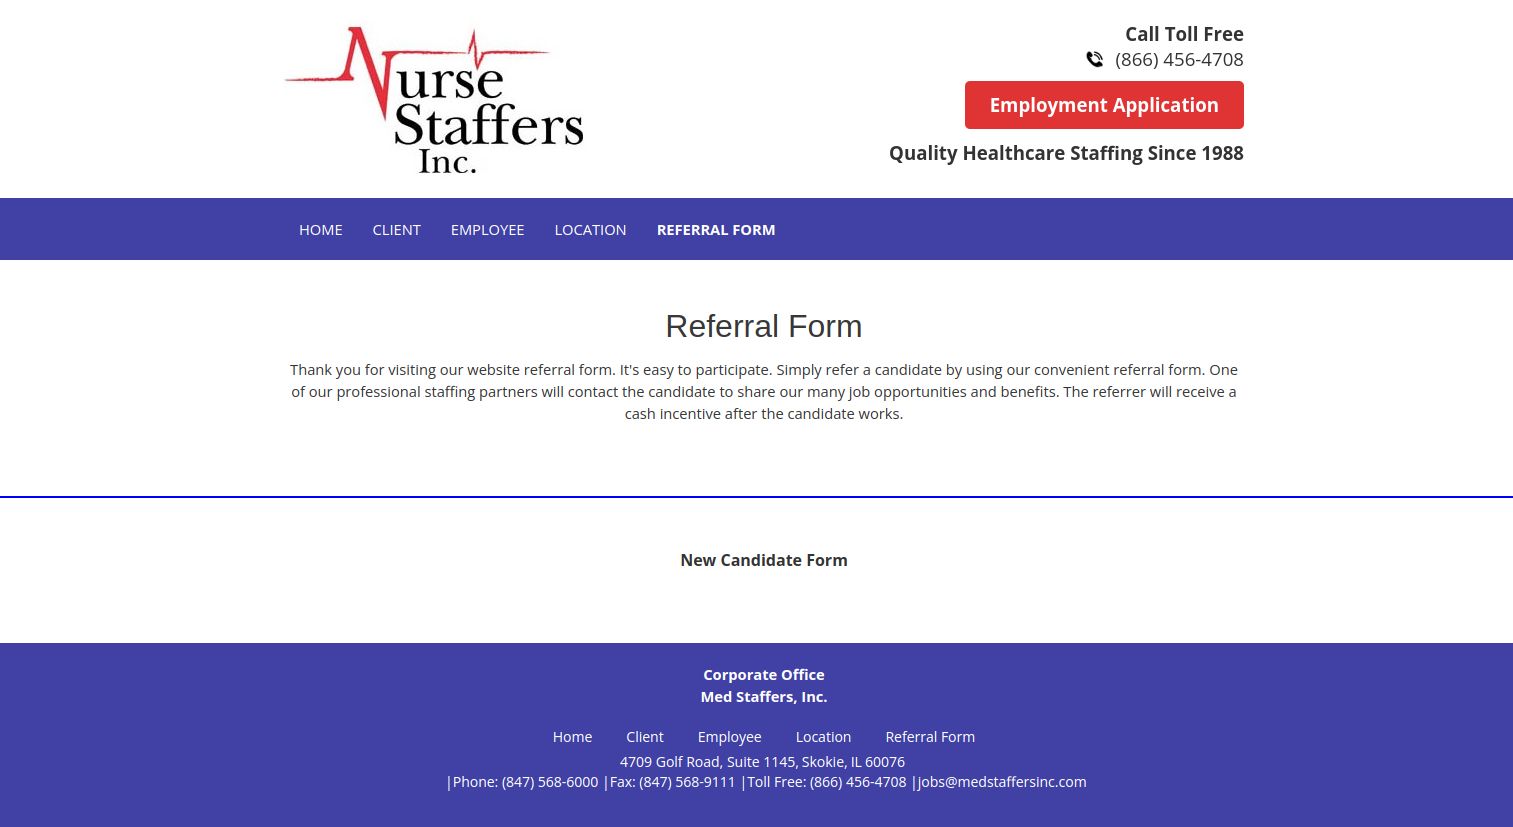 Nurse
Staffers
Inc.
Call Toll Free
(866) 456-4708
Employment Application
Quality Healthcare Staffing Since 1988
HOME CLIENT EMPLOYEE LOCATION REFERRAL FORM
Referral Form
Thank you for visiting our website referral form. It's easy to participate. Simply refer a candidate by using our convenient referral form. One
of our professional staffing partners will contact the candidate to share our many job opportunities and benefits. The referrer will receive a
cash incentive after the candidate works.
New Candidate Form
Corporate Office
Med Staffers, Inc.
Home Client Employee Location Referral Form
4709 Golf Road, Suite 1145, Skokie, IL 60076
|Phone: (847) 568-6000 |Fax: (847) 568-9111 |Toll Free: (866) 456-4708 |jobs@medstaffersinc.com